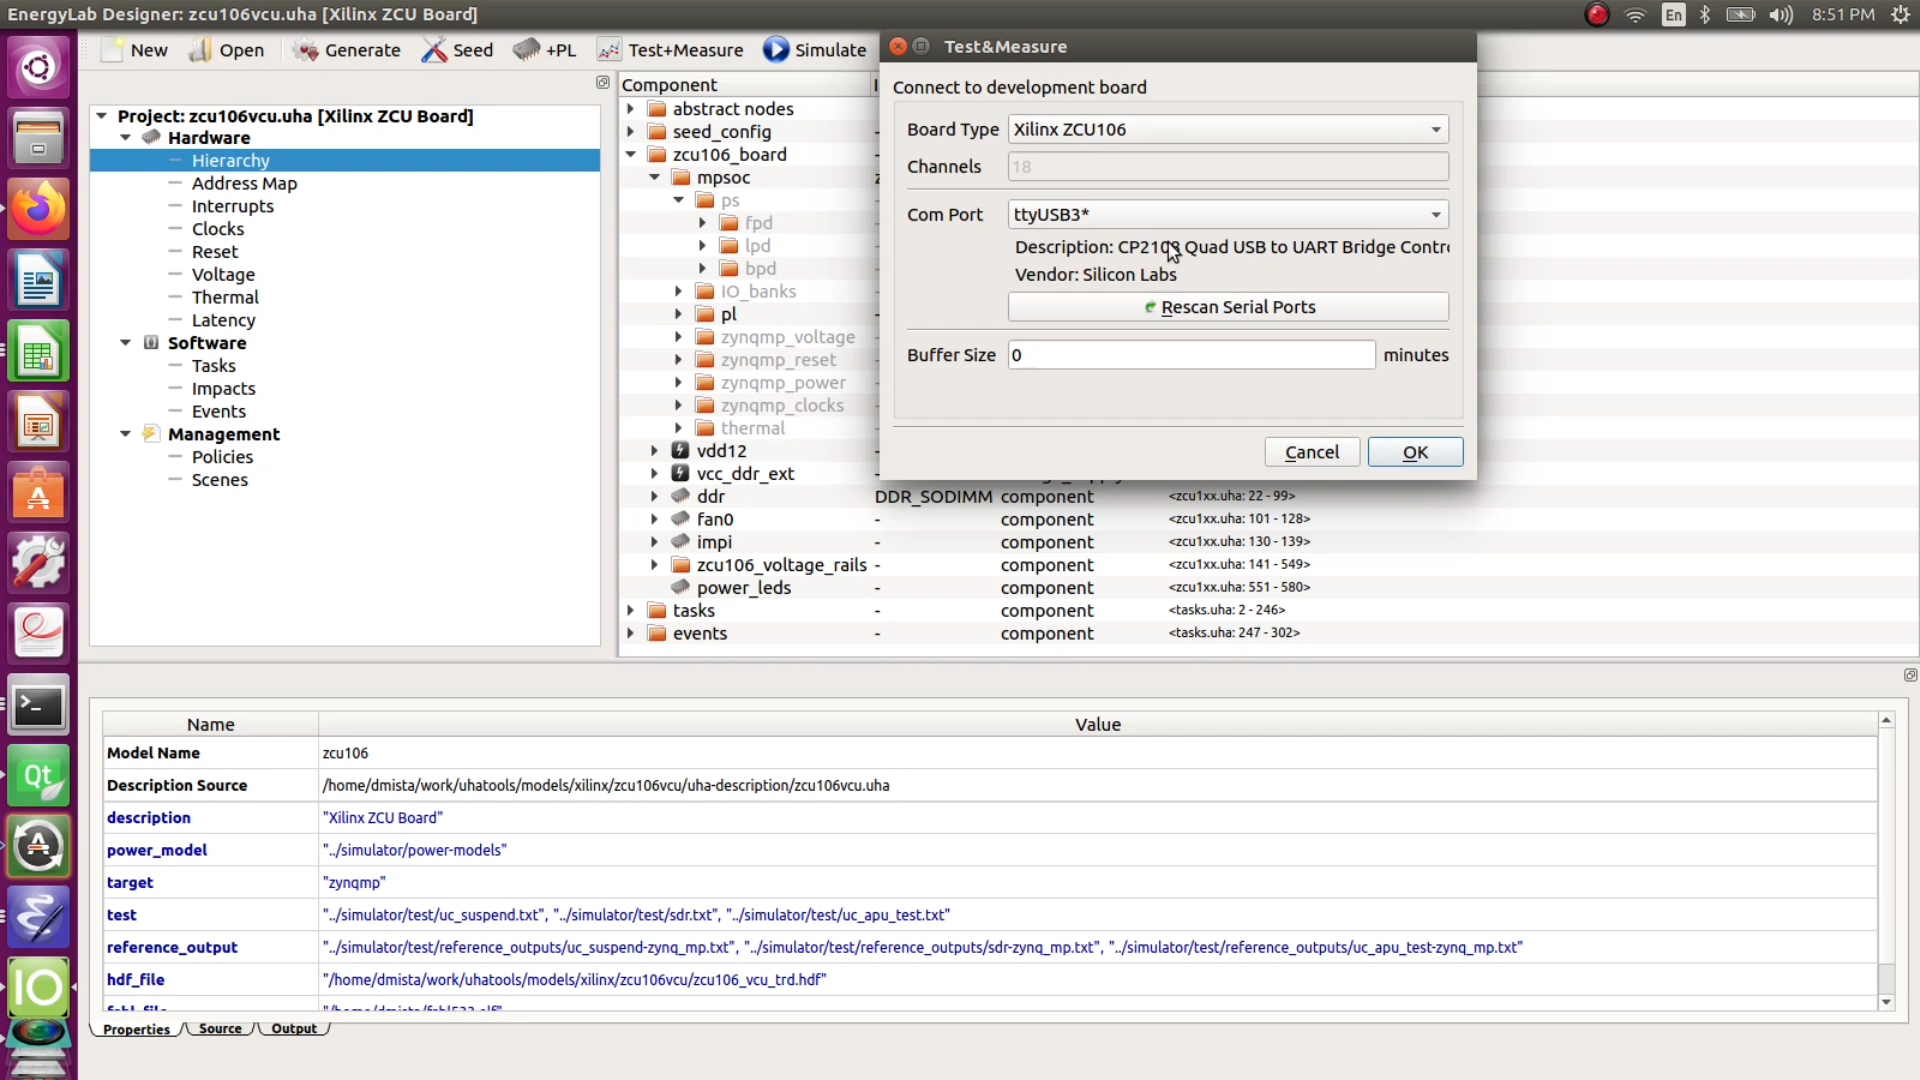 EnergyLab Designer: zcu106vcu.uha [Xilinx ZCU Board]
En
8:51 PM
New
Open
Generate
Seed
+PL
Test+Measure
Simulate
Project: zcu106vcu.uha [Xilinx ZCU Board]
Hardware
Hierarchy
Address Map
Interrupts
Clocks
Reset
Voltage
Thermal
Latency
Software
Tasks
Impacts
Events
Management
Policies
Scenes
Component
abstract nodes
seed_config -
zcu106_board -
mpsoc
ps
fpd
lpd
bpd
IO_banks
pl
zynqmp_voltage
zynqmp_reset
zynqmp_power
zynqmp_clocks
thermal
vdd12
vcc_ddr_ext
ddr DDR_SODIMM component <zcu1xx.uha: 22 - 99>
fan0 - component <zcu1xx.uha: 101 - 128>
impi - component <zcu1xx.uha: 130 - 139>
zcu106_voltage_rails - component <zcu1xx.uha: 141 - 549>
power_leds - component <zcu1xx.uha: 551 - 580>
tasks - component <tasks.uha: 2 - 246>
events - component <tasks.uha: 247 - 302>
Test&Measure
Connect to development board
Board Type Xilinx ZCU106
Channels 18
Com Port ttyUSB3*
Description: CP2108 Quad USB to UART Bridge Contro
Vendor: Silicon Labs
Rescan Serial Ports
Buffer Size 0 minutes
Cancel OK
Name Value
Model Name zcu106
Description Source /home/dmista/work/uhatools/models/xilinx/zcu106vcu/uha-description/zcu106vcu.uha
description "Xilinx ZCU Board"
power_model "../simulator/power-models"
target "zynqmp"
test "../simulator/test/uc_suspend.txt", "../simulator/test/sdr.txt", "../simulator/test/uc_apu_test.txt"
reference_output "../simulator/test/reference_outputs/uc_suspend-zynq_mp.txt", "../simulator/test/reference_outputs/sdr-zynq_mp.txt", "../simulator/test/reference_outputs/uc_apu_test-zynq_mp.txt"
hdf_file "/home/dmista/work/uhatools/models/xilinx/zcu106vcu/zcu106_vcu_trd.hdf"
Properties Source Output
Qt
IO